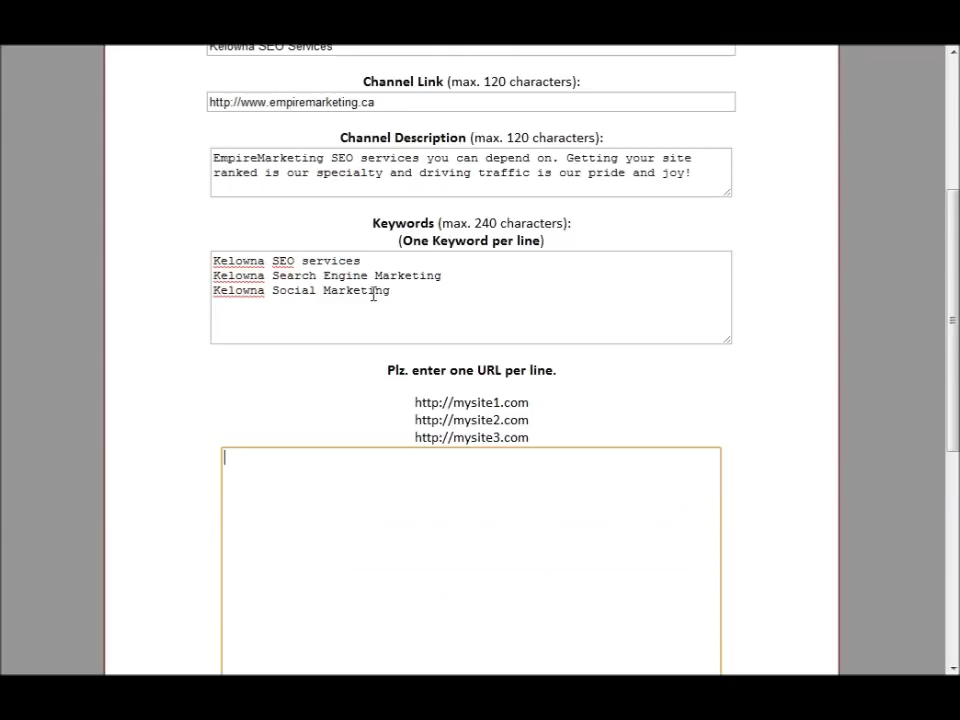 Kelowna SEO Services
Channel Link (max. 120 characters):
http://www.empiremarketing.ca
Channel Description (max. 120 characters):
EmpireMarketing SEO services you can depend on. Getting your site
ranked is our specialty and driving traffic is our pride and joy!
Keywords (max. 240 characters):
(One Keyword per line)
Kelowna SEO services
Kelowna Search Engine Marketing
Kelowna Social Marketing
Plz. enter one URL per line.
http://mysite1.com
http://mysite2.com
http://mysite3.com